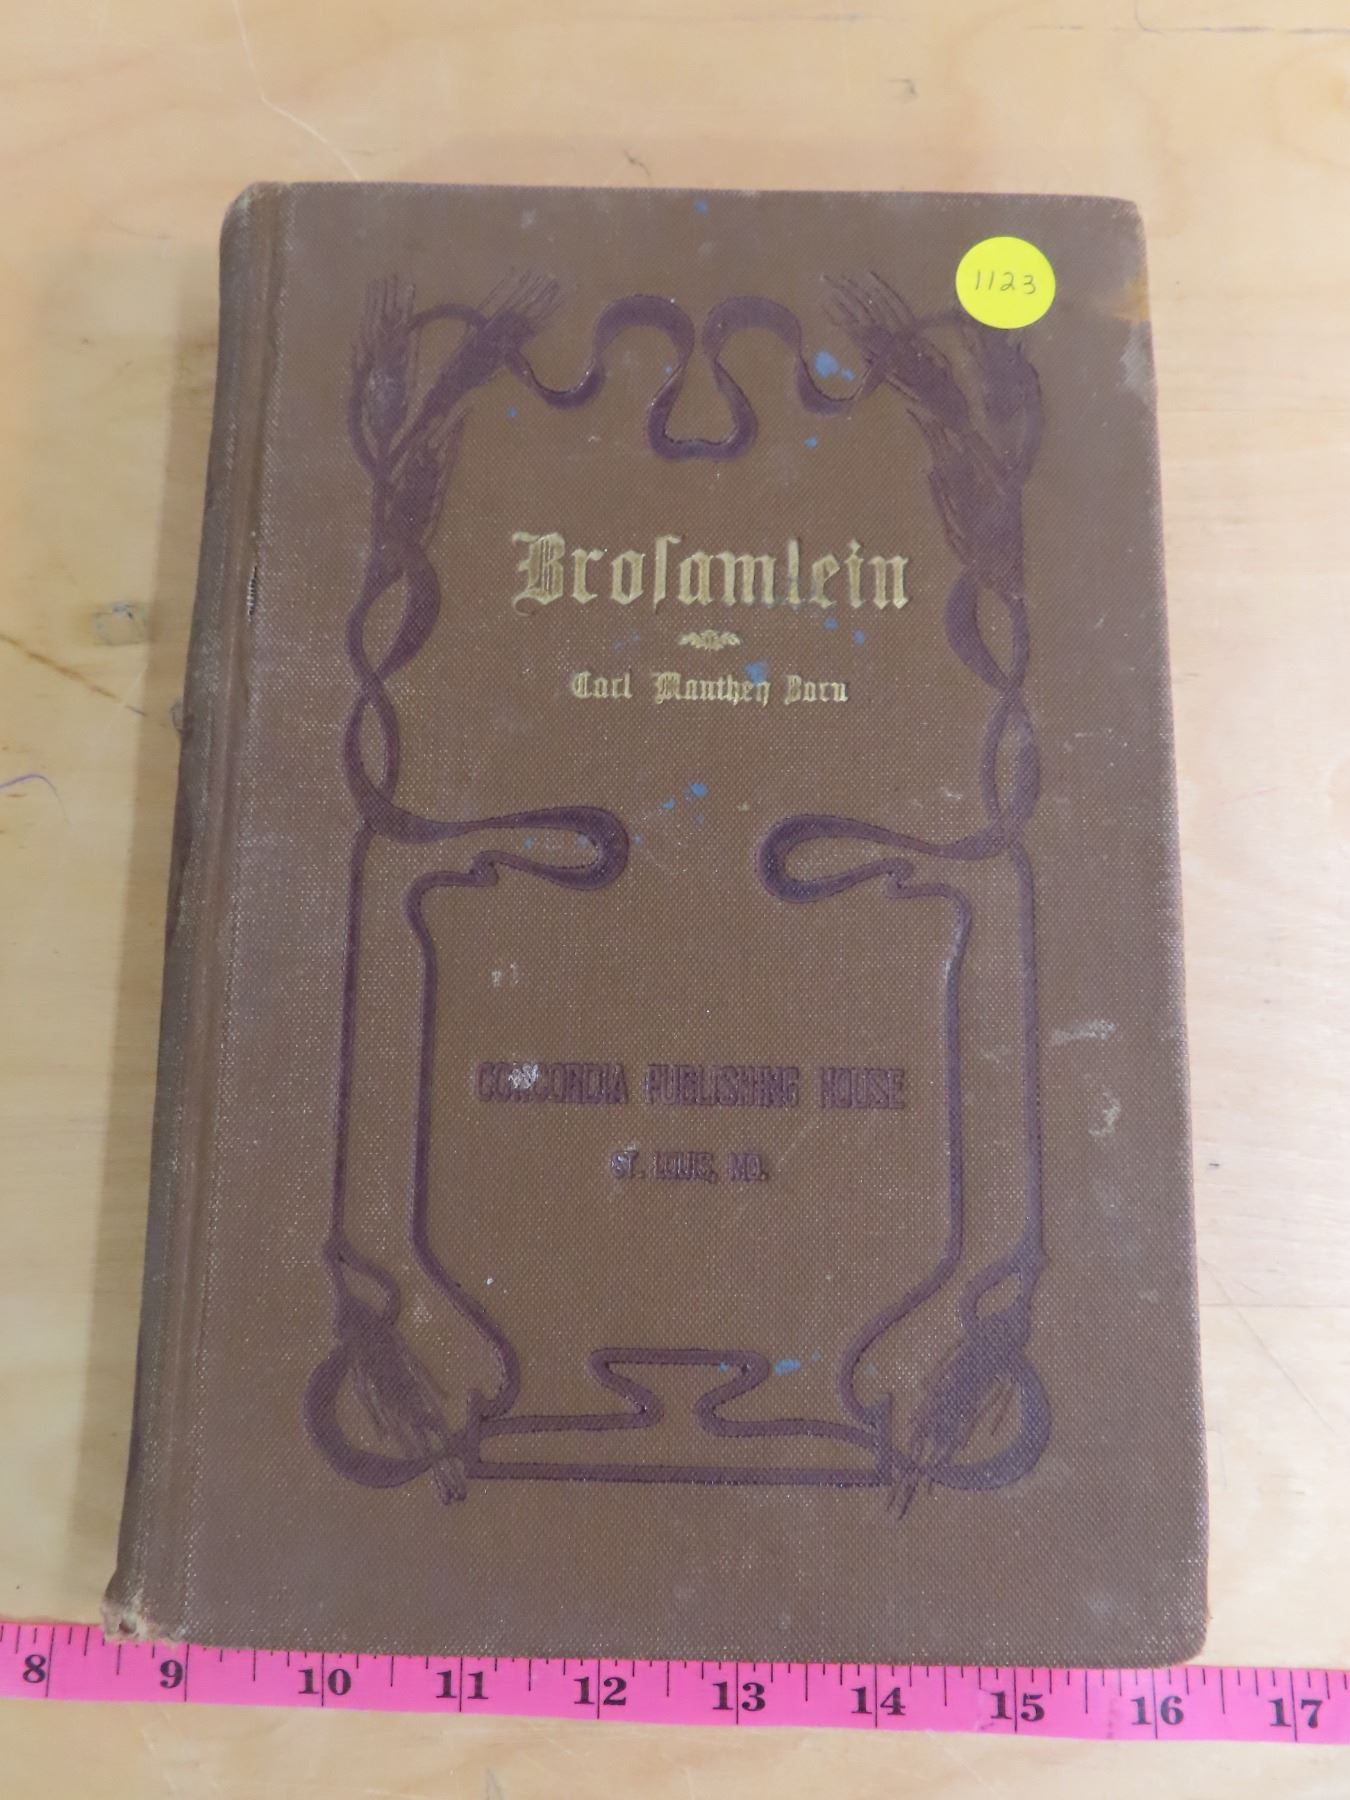 1123
Broſamlein
Carl Manthey Zorn
CONCORDIA PUBLISHING HOUSE
ST. LOUIS, MO.
8 9 10 11 12 13 14 15 16 17